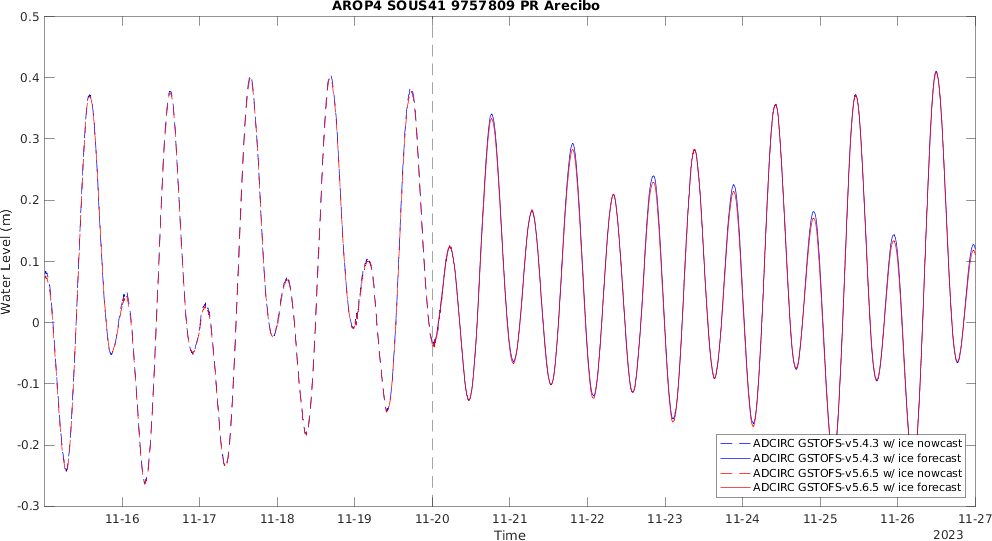 AROP4 SOUS41 9757809 PR Arecibo
0.5
0.4
0.3
0.2
0.1
0
-0.1
-0.2
-0.3
Water Level (m)
11-16 11-17 11-18 11-19 11-20 11-21 11-22 11-23 11-24 11-25 11-26 11-27
Time
2023
ADCIRC GSTOFS-v5.4.3 w/ ice nowcast
ADCIRC GSTOFS-v5.4.3 w/ ice forecast
ADCIRC GSTOFS-v5.6.5 w/ ice nowcast
ADCIRC GSTOFS-v5.6.5 w/ ice forecast